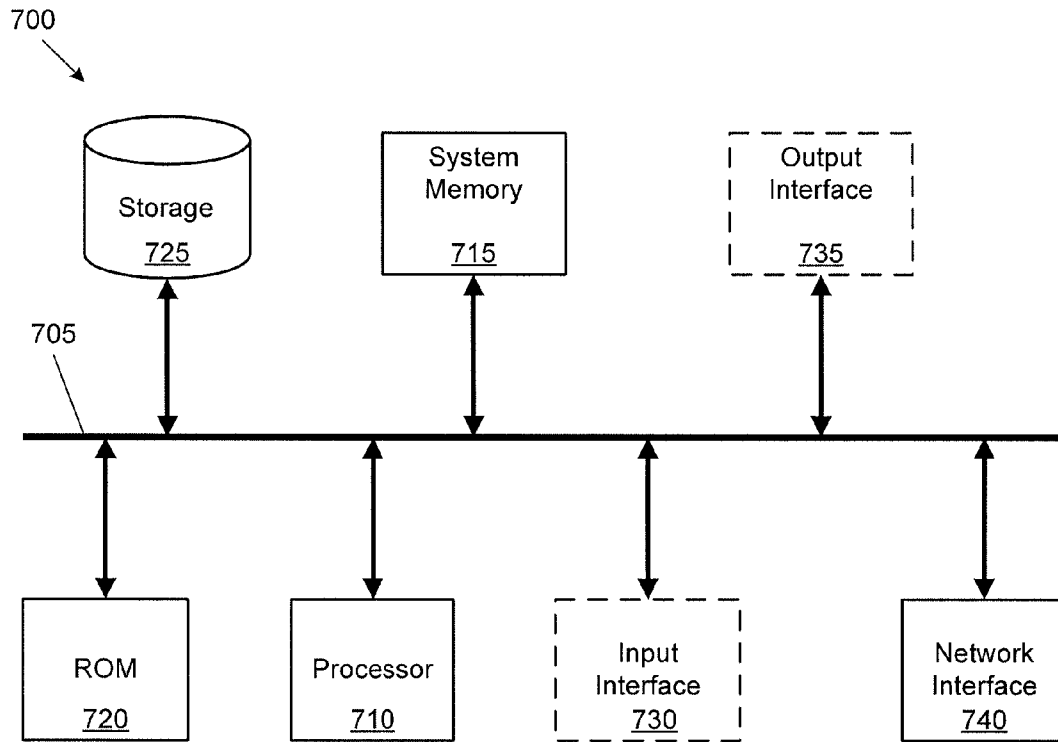 700
Storage
725
System
Memory
715
Output
Interface
735
705
ROM
720
Processor
710
Input
Interface
730
Network
Interface
740